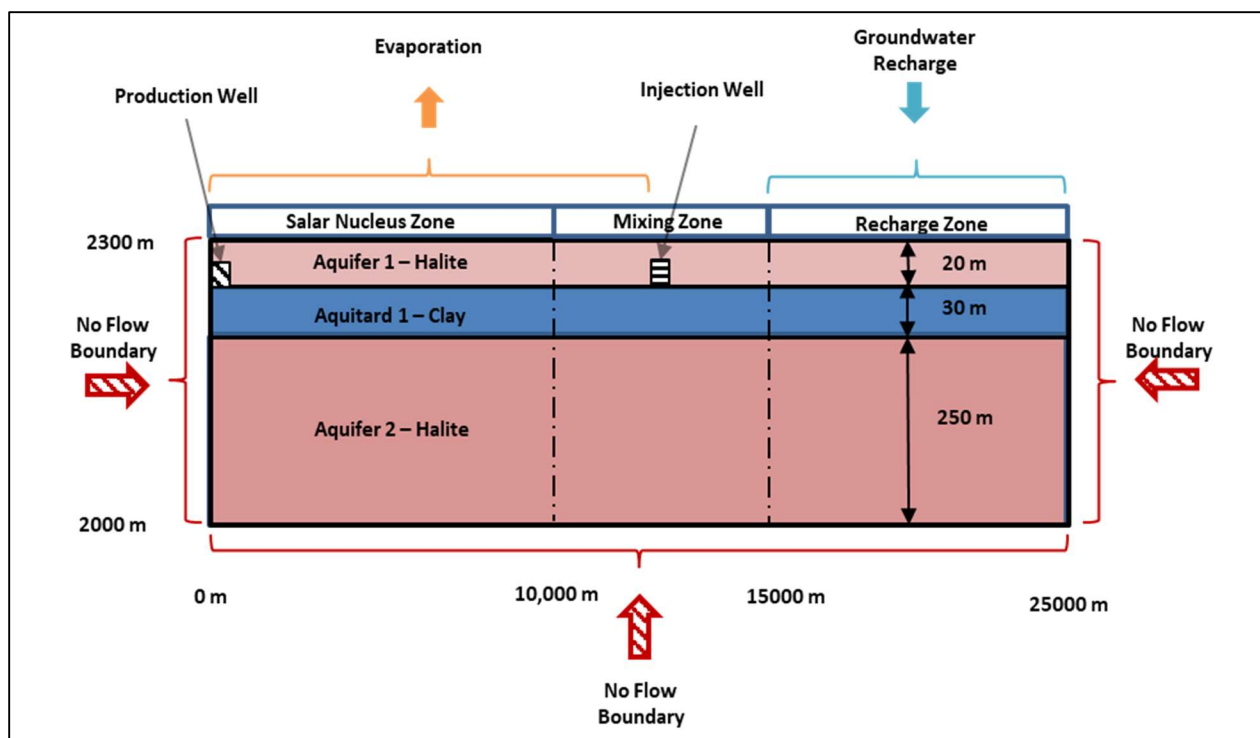 Evaporation
Groundwater
Recharge
Production Well
Injection Well
Salar Nucleus Zone
Mixing Zone
Recharge Zone
2300 m
Aquifer 1 – Halite
20 m
Aquitard 1 – Clay
30 m
No Flow
Boundary
No Flow
Boundary
Aquifer 2 – Halite
250 m
2000 m
0 m
10,000 m
15000 m
25000 m
No Flow
Boundary